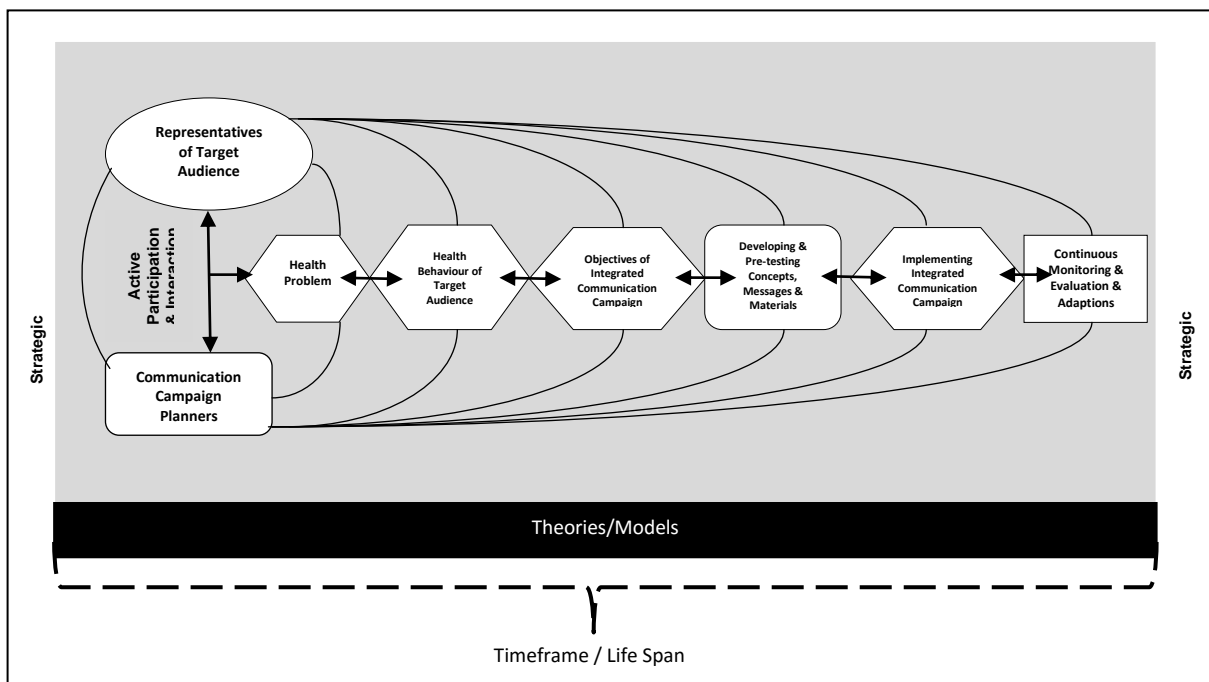 Representatives
of Target
Audience
Active
Participation
& Interaction
Communication
Campaign
Planners
Health
Problem
Health
Behaviour of
Target
Audience
Objectives of
Integrated
Communication
Campaign
Developing &
Pre-testing
Concepts,
Messages &
Materials
Implementing
Integrated
Communication
Campaign
Continuous
Monitoring &
Evaluation &
Adaptions
Strategic
Strategic
Theories/Models
Timeframe / Life Span